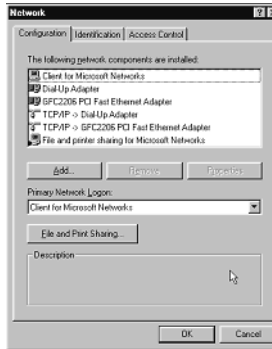 Network
?
Configuration Identification Access Control
The following network components are installed:
Client for Microsoft Networks
Dial-Up Adapter
GFC2206 PCI Fast Ethernet Adapter
TCP/IP -> Dial-Up Adapter
TCP/IP -> GFC2206 PCI Fast Ethernet Adapter
File and printer sharing for Microsoft Networks
Add... Remove Properties
Primary Network Logon:
Client for Microsoft Networks
File and Print Sharing...
Description
OK Cancel